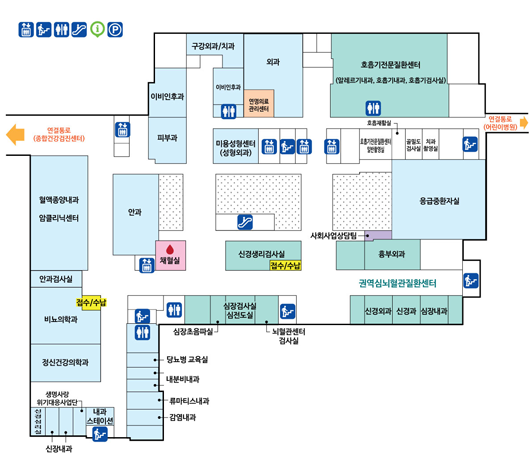 구강외과/치과
외과
호흡기전문질환센터
(알레르기내과, 호흡기내과, 호흡기검사실)
이비인후과
이비인후과
연명의료
관리센터
연결통로
(종합건강검진센터)
피부과
미용성형센터
(성형외과)
호흡재활실
호흡기전문질환센터
일반촬영실
골밀도
검사실
치과
촬영실
연결통로
(어린이병원)
혈액종양내과
암클리닉센터
안과
응급중환자실
사회사업상담팀
채혈실
신경생리검사실
접수/수납
흉부외과
안과검사실
접수/수납
권역심뇌혈관질환센터
비뇨의학과
심장검사실
심전도실
신경외과
신경과
심장내과
심장초음파실
뇌혈관센터
검사실
정신건강의학과
당뇨병 교육실
내분비내과
생명사랑
위기대응사업단
류마티스내과
내과
스테이션
감염내과
신장내과